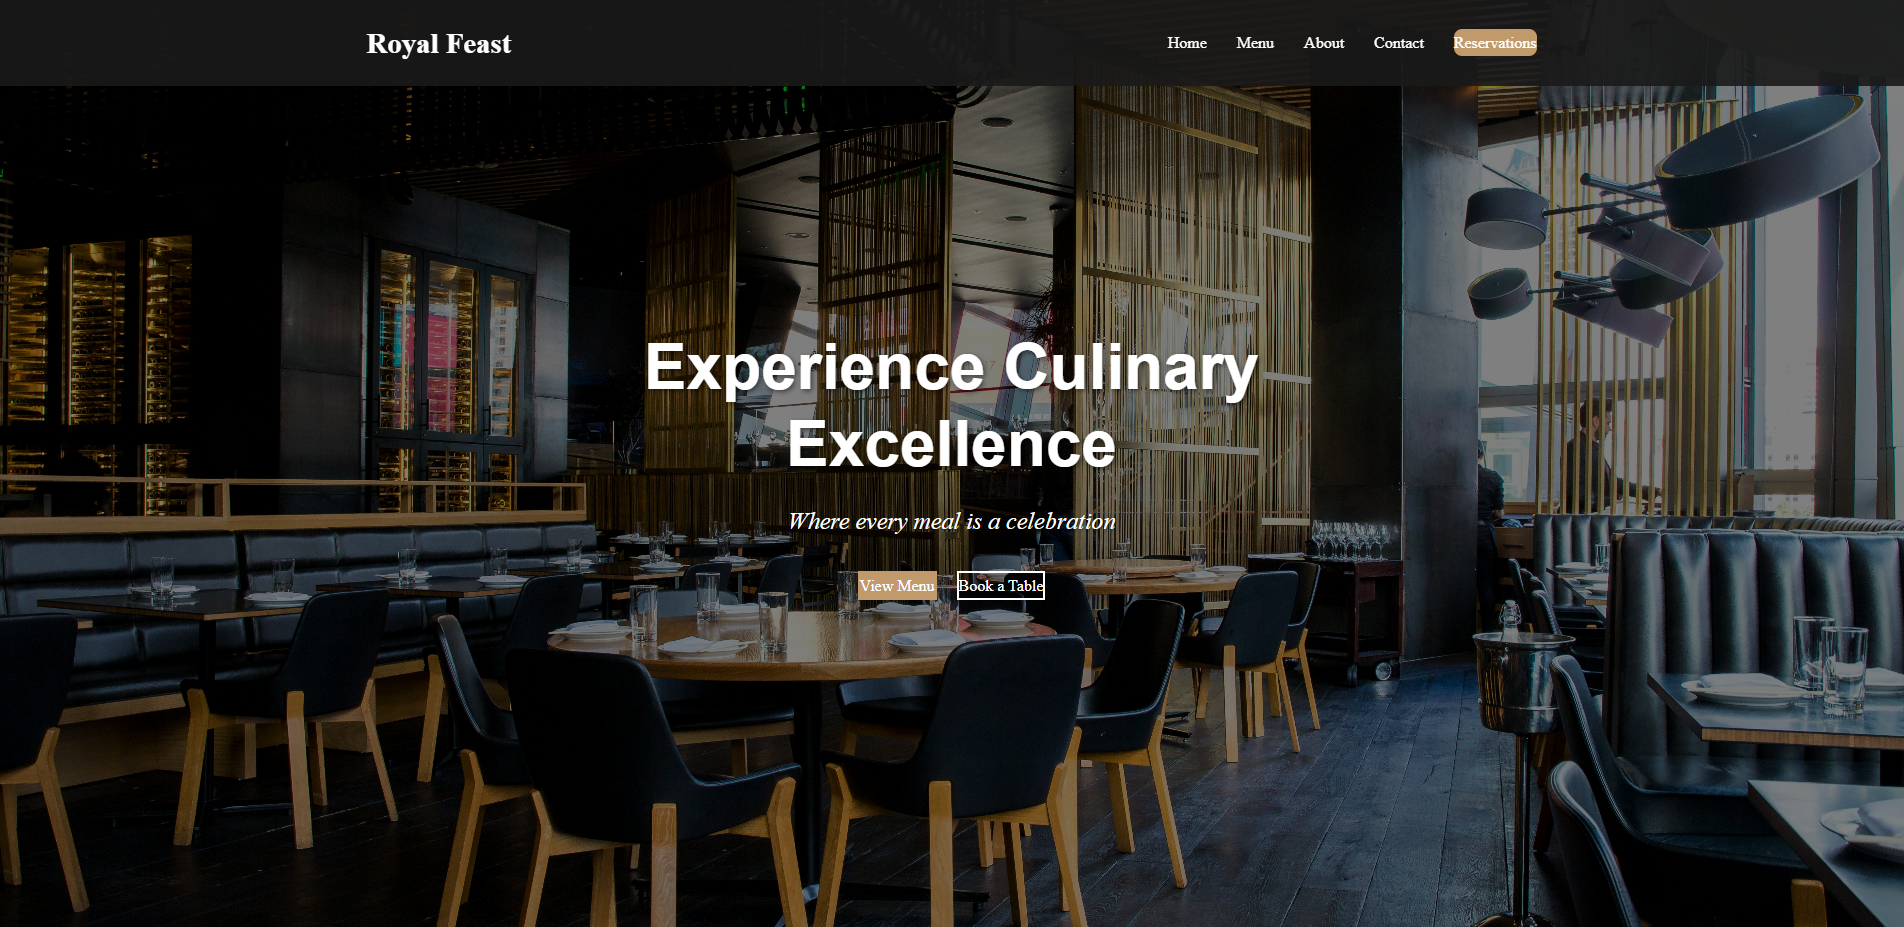 Royal Feast
Home Menu About Contact Reservations
Experience Culinary
Excellence
Where every meal is a celebration
View Menu Book a Table